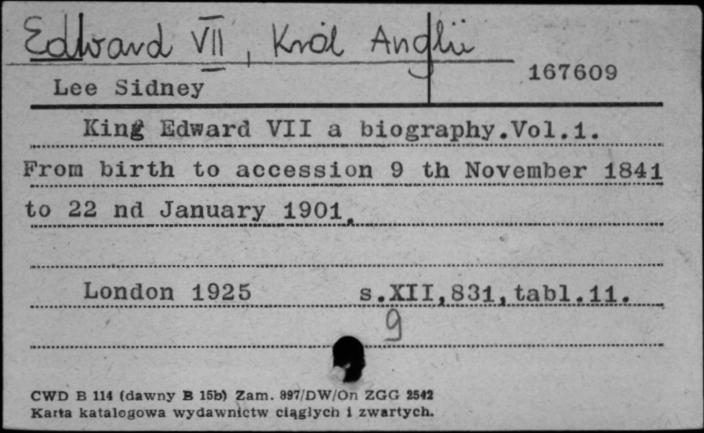 Edward VII, Król Anglii
167609
Lee Sidney
King Edward VII a biography.Vol.1.
From birth to accession 9 th November 1841
to 22 nd January 1901.
London 1925 s.XII,831,tabl.11.
9
CWD B 114 (dawny B 15b) Zam. 897/DW/On ZGG 2542
Karta katalogowa wydawnictw ciągłych i zwartych.